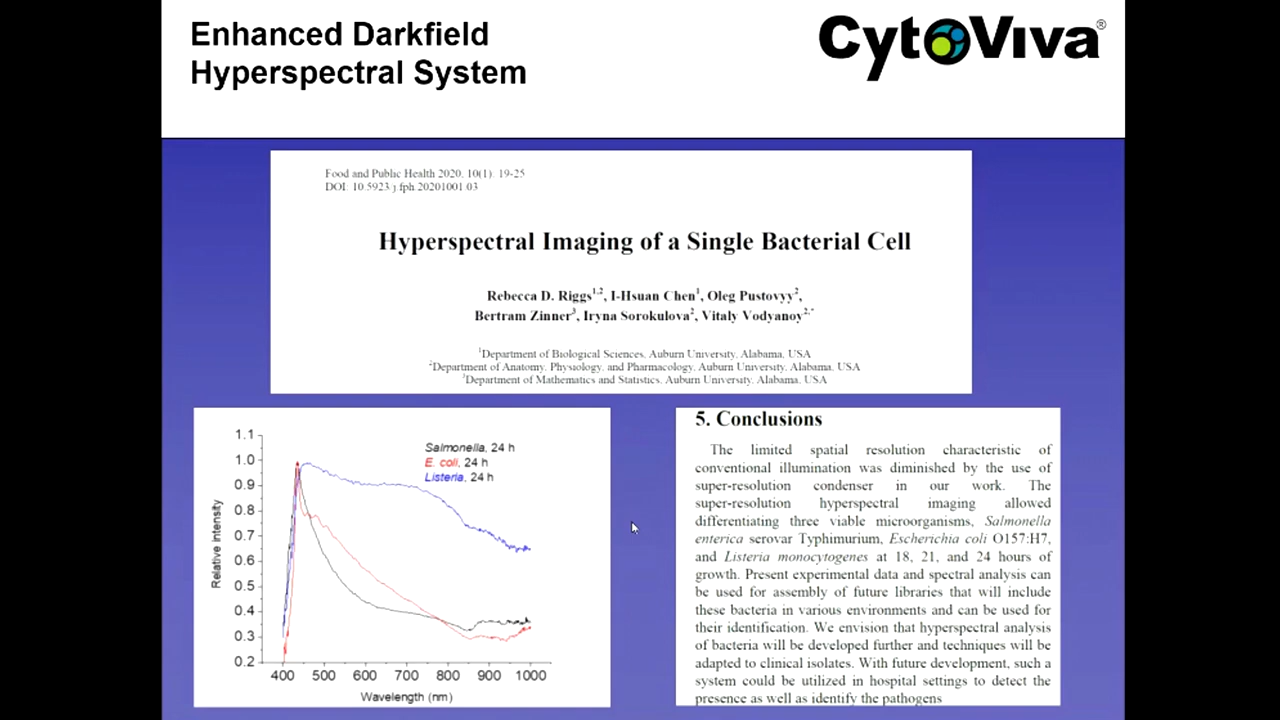 Enhanced Darkfield
Hyperspectral System
CytoViva®
Food and Public Health 2020, 10(1): 19-25
DOI: 10.5923.j.fph.20201001.03
Hyperspectral Imaging of a Single Bacterial Cell
Rebecca D. Riggs1,2, I-Hsuan Chen1, Oleg Pustovyy2,
Bertram Zinner3, Iryna Sorokulova2, Vitaly Vodyanoy2,*
1Department of Biological Sciences, Auburn University, Alabama, USA
2Department of Anatomy, Physiology, and Pharmacology, Auburn University, Alabama, USA
3Department of Mathematics and Statistics, Auburn University, Alabama, USA
Relative intensity
1.1
1.0
0.9
0.8
0.7
0.6
0.5
0.4
0.3
0.2
Salmonella, 24 h
E. coli, 24 h
Listeria, 24 h
400 500 600 700 800 900 1000
Wavelength (nm)
5. Conclusions
The limited spatial resolution characteristic of
conventional illumination was diminished by the use of
super-resolution condenser in our work. The
super-resolution hyperspectral imaging allowed
differentiating three viable microorganisms, Salmonella
enterica serovar Typhimurium, Escherichia coli O157:H7,
and Listeria monocytogenes at 18, 21, and 24 hours of
growth. Present experimental data and spectral analysis can
be used for assembly of future libraries that will include
these bacteria in various environments and can be used for
their identification. We envision that hyperspectral analysis
of bacteria will be developed further and techniques will be
adapted to clinical isolates. With future development, such a
system could be utilized in hospital settings to detect the
presence as well as identify the pathogens